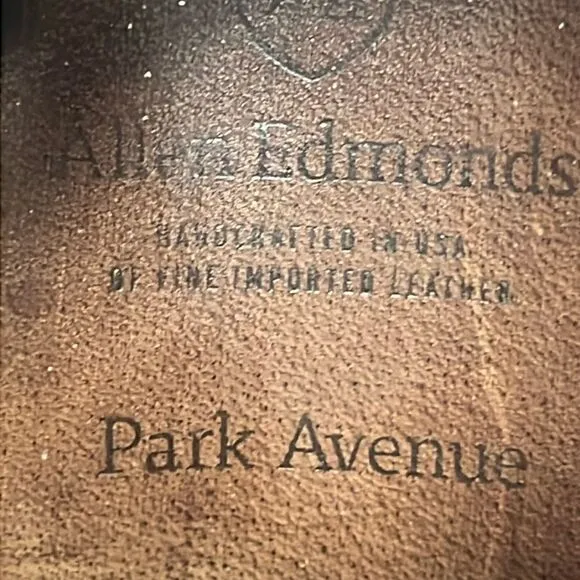 Allen Edmonds
HANDCRAFTED IN USA
OF FINE IMPORTED LEATHER
Park Avenue